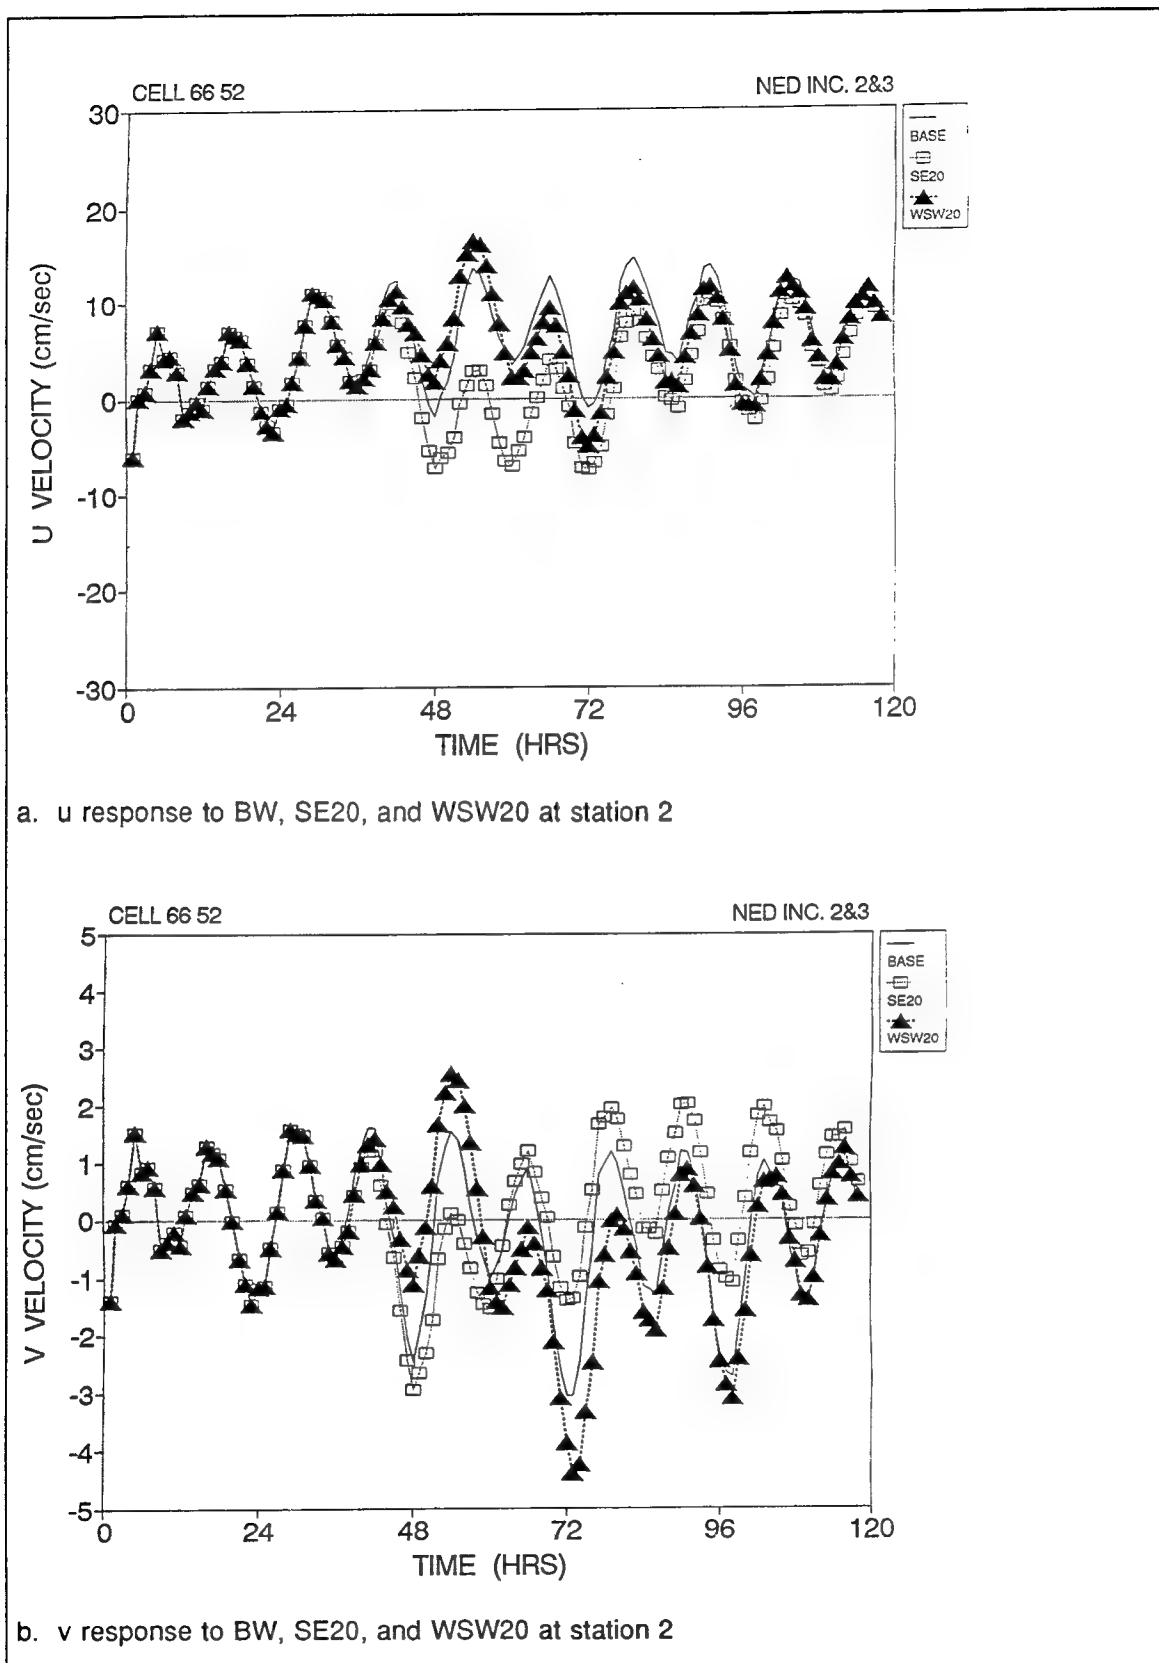 CELL 66 52
NED INC. 2&3
30
20
10
0
-10
-20
-30
U VELOCITY (cm/sec)
0 24 48 72 96 120
TIME (HRS)
BASE
SE20
WSW20
a. u response to BW, SE20, and WSW20 at station 2
CELL 66 52
NED INC. 2&3
5
4
3
2
1
0
-1
-2
-3
-4
-5
V VELOCITY (cm/sec)
0 24 48 72 96 120
TIME (HRS)
BASE
SE20
WSW20
b. v response to BW, SE20, and WSW20 at station 2